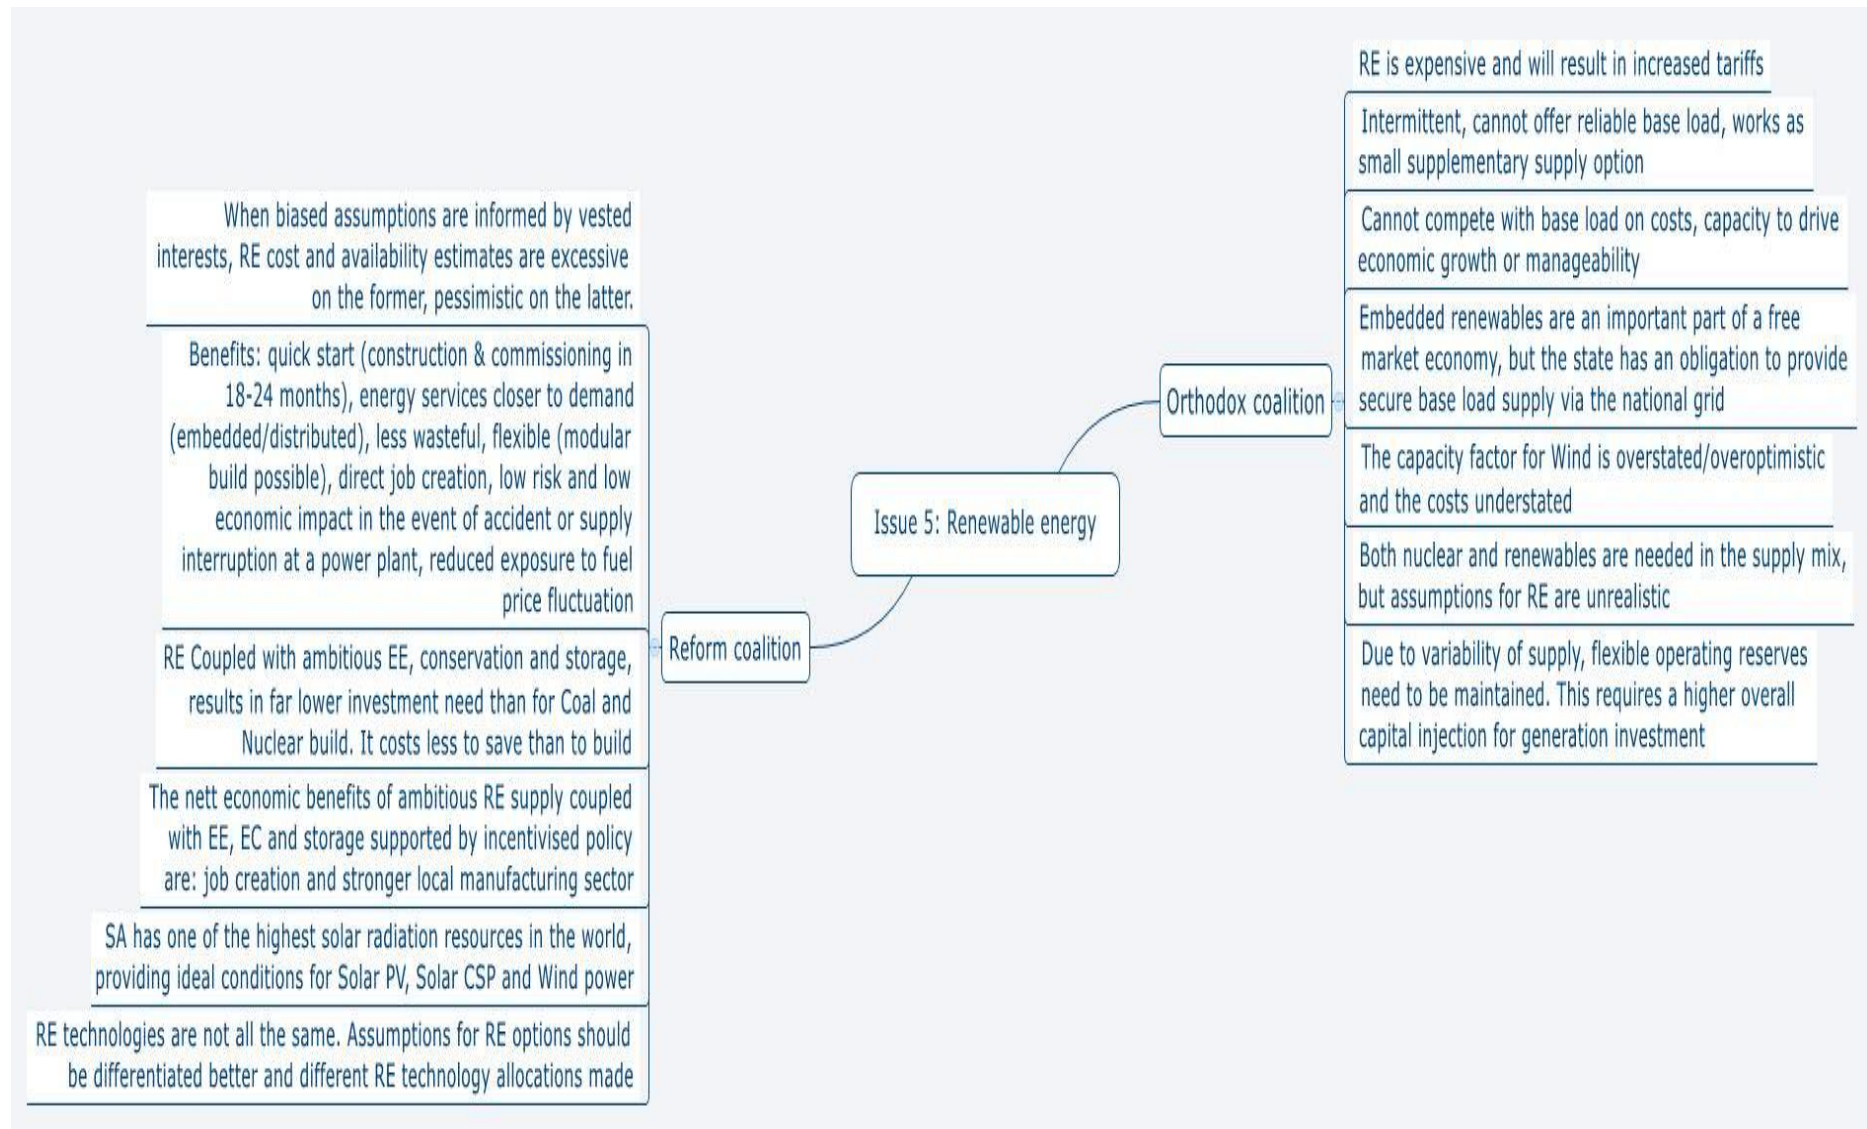 Issue 5: Renewable energy
Orthodox coalition
RE is expensive and will result in increased tariffs
Intermittent, cannot offer reliable base load, works as
small supplementary supply option
Cannot compete with base load on costs, capacity to drive
economic growth or manageability
Embedded renewables are an important part of a free
market economy, but the state has an obligation to provide
secure base load supply via the national grid
The capacity factor for Wind is overstated/overoptimistic
and the costs understated
Both nuclear and renewables are needed in the supply mix,
but assumptions for RE are unrealistic
Due to variability of supply, flexible operating reserves
need to be maintained. This requires a higher overall
capital injection for generation investment
Reform coalition
When biased assumptions are informed by vested
interests, RE cost and availability estimates are excessive
on the former, pessimistic on the latter.
Benefits: quick start (construction & commissioning in
18-24 months), energy services closer to demand
(embedded/distributed), less wasteful, flexible (modular
build possible), direct job creation, low risk and low
economic impact in the event of accident or supply
interruption at a power plant, reduced exposure to fuel
price fluctuation
RE Coupled with ambitious EE, conservation and storage,
results in far lower investment need than for Coal and
Nuclear build. It costs less to save than to build
The nett economic benefits of ambitious RE supply coupled
with EE, EC and storage supported by incentivised policy
are: job creation and stronger local manufacturing sector
SA has one of the highest solar radiation resources in the world,
providing ideal conditions for Solar PV, Solar CSP and Wind power
RE technologies are not all the same. Assumptions for RE options should
be differentiated better and different RE technology allocations made